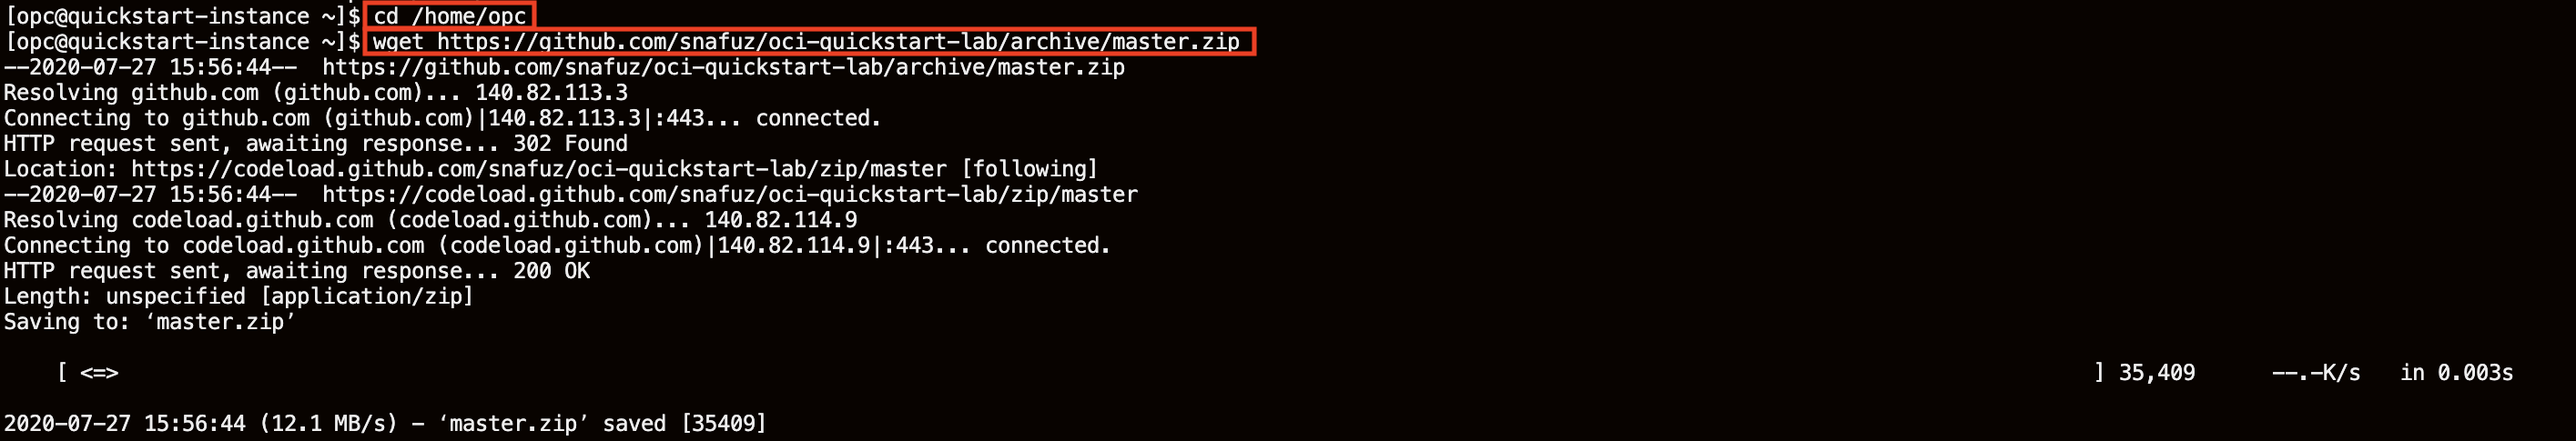 [opc@quickstart-instance ~]$ cd /home/opc
[opc@quickstart-instance ~]$ wget https://github.com/snafuz/oci-quickstart-lab/archive/master.zip
--2020-07-27 15:56:44--  https://github.com/snafuz/oci-quickstart-lab/archive/master.zip
Resolving github.com (github.com)... 140.82.113.3
Connecting to github.com (github.com)|140.82.113.3|:443... connected.
HTTP request sent, awaiting response... 302 Found
Location: https://codeload.github.com/snafuz/oci-quickstart-lab/zip/master [following]
--2020-07-27 15:56:44--  https://codeload.github.com/snafuz/oci-quickstart-lab/zip/master
Resolving codeload.github.com (codeload.github.com)... 140.82.114.9
Connecting to codeload.github.com (codeload.github.com)|140.82.114.9|:443... connected.
HTTP request sent, awaiting response... 200 OK
Length: unspecified [application/zip]
Saving to: ‘master.zip’
[ <=> ] 35,409 --.-K/s in 0.003s
2020-07-27 15:56:44 (12.1 MB/s) - ‘master.zip’ saved [35409]